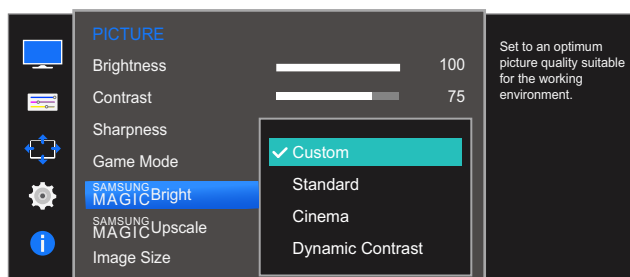 PICTURE
Brightness 100
Contrast 75
Sharpness
Game Mode
SAMSUNG
MAGIC Bright
SAMSUNG
MAGIC Upscale
Image Size
Custom
Standard
Cinema
Dynamic Contrast
Set to an optimum
picture quality suitable
for the working
environment.